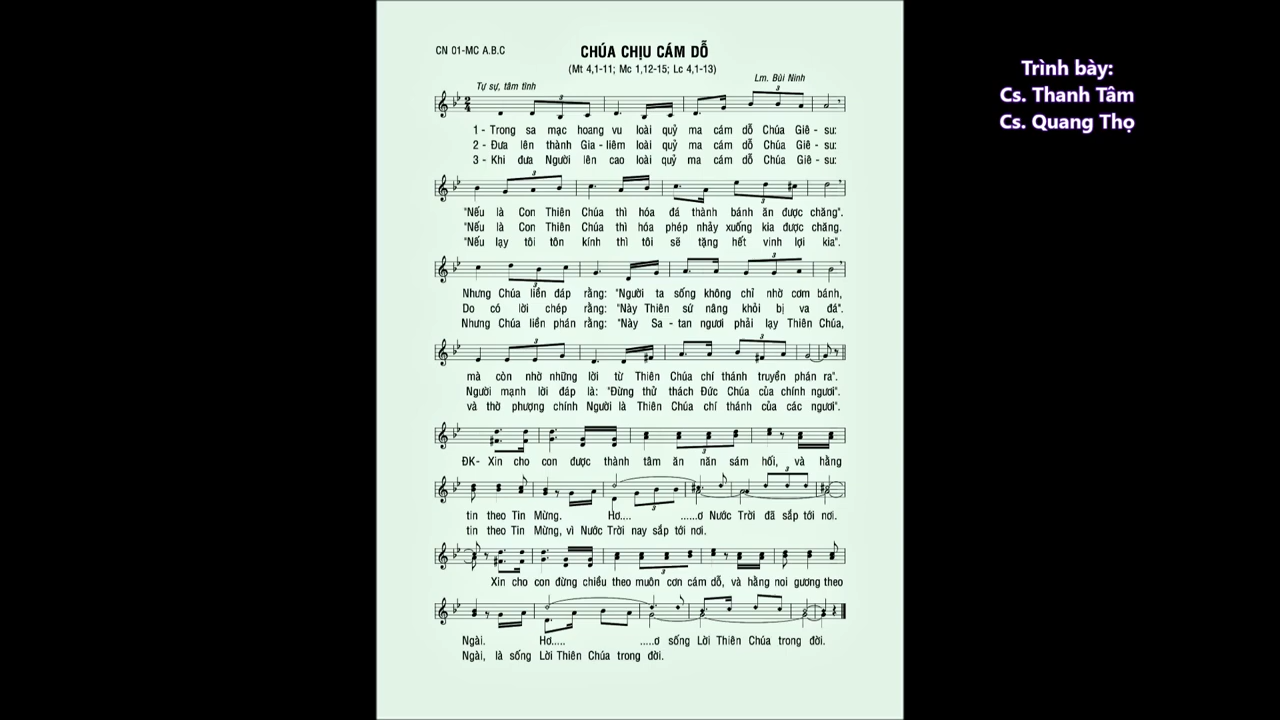 CN 01-MC A.B.C
CHÚA CHỊU CÁM DỖ
(Mt 4,1-11; Mc 1,12-15; Lc 4,1-13)
Lm. Bùi Ninh
Tự sự, tâm tình
1 - Trong sa mạc hoang vu loài quỷ ma cám dỗ Chúa Giê - su:
2 - Đưa lên thành Gia - liêm loài quỷ ma cám dỗ Chúa Giê - su:
3 - Khi đưa Người lên cao loài quỷ ma cám dỗ Chúa Giê - su:
"Nếu là Con Thiên Chúa thì hóa đá thành bánh ăn được chăng".
"Nếu là Con Thiên Chúa thì hóa phép nhảy xuống kia được chăng.
"Nếu lạy tôi tôn kính thì tôi sẽ tặng hết vinh lợi kia".
Nhưng Chúa liền đáp rằng: "Người ta sống không chỉ nhờ cơm bánh,
Do có lời chép rằng: "Này Thiên sứ nâng khỏi bị va đá".
Nhưng Chúa liền phán rằng: "Này Sa - tan ngươi phải lạy Thiên Chúa,
mà còn nhờ những lời từ Thiên Chúa chí thánh truyền phán ra".
Người mạnh lời đáp là: "Đừng thử thách Đức Chúa của chính ngươi".
và thờ phượng chính Người là Thiên Chúa chí thánh của các ngươi".
ĐK- Xin cho con được thành tâm ăn năn sám hối, và hằng
tin theo Tin Mừng. Hơ.... ......ơ Nước Trời đã sắp tới nơi.
tin theo Tin Mừng, vì Nước Trời nay sắp tới nơi.
Xin cho con đừng chiều theo muôn cơn cám dỗ, và hằng noi gương theo
Ngài. Hơ..... .....ơ sống Lời Thiên Chúa trong đời.
Ngài, là sống Lời Thiên Chúa trong đời.
Trình bày:
Cs. Thanh Tâm
Cs. Quang Thọ